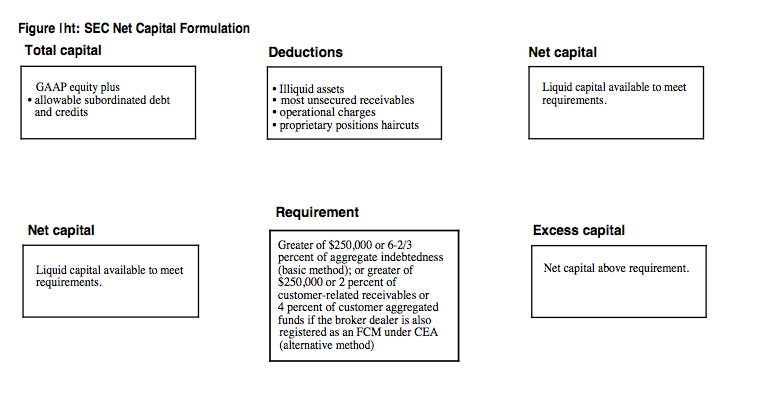 Figure lht: SEC Net Capital Formulation
Total capital
GAAP equity plus
• allowable subordinated debt
and credits
Deductions
• Illiquid assets
• most unsecured receivables
• operational charges
• proprietary positions haircuts
Net capital
Liquid capital available to meet
requirements.
Net capital
Liquid capital available to meet
requirements.
Requirement
Greater of $250,000 or 6-2/3
percent of aggregate indebtedness
(basic method); or greater of
$250,000 or 2 percent of
customer-related receivables or
4 percent of customer aggregated
funds if the broker dealer is also
registered as an FCM under CEA
(alternative method)
Excess capital
Net capital above requirement.